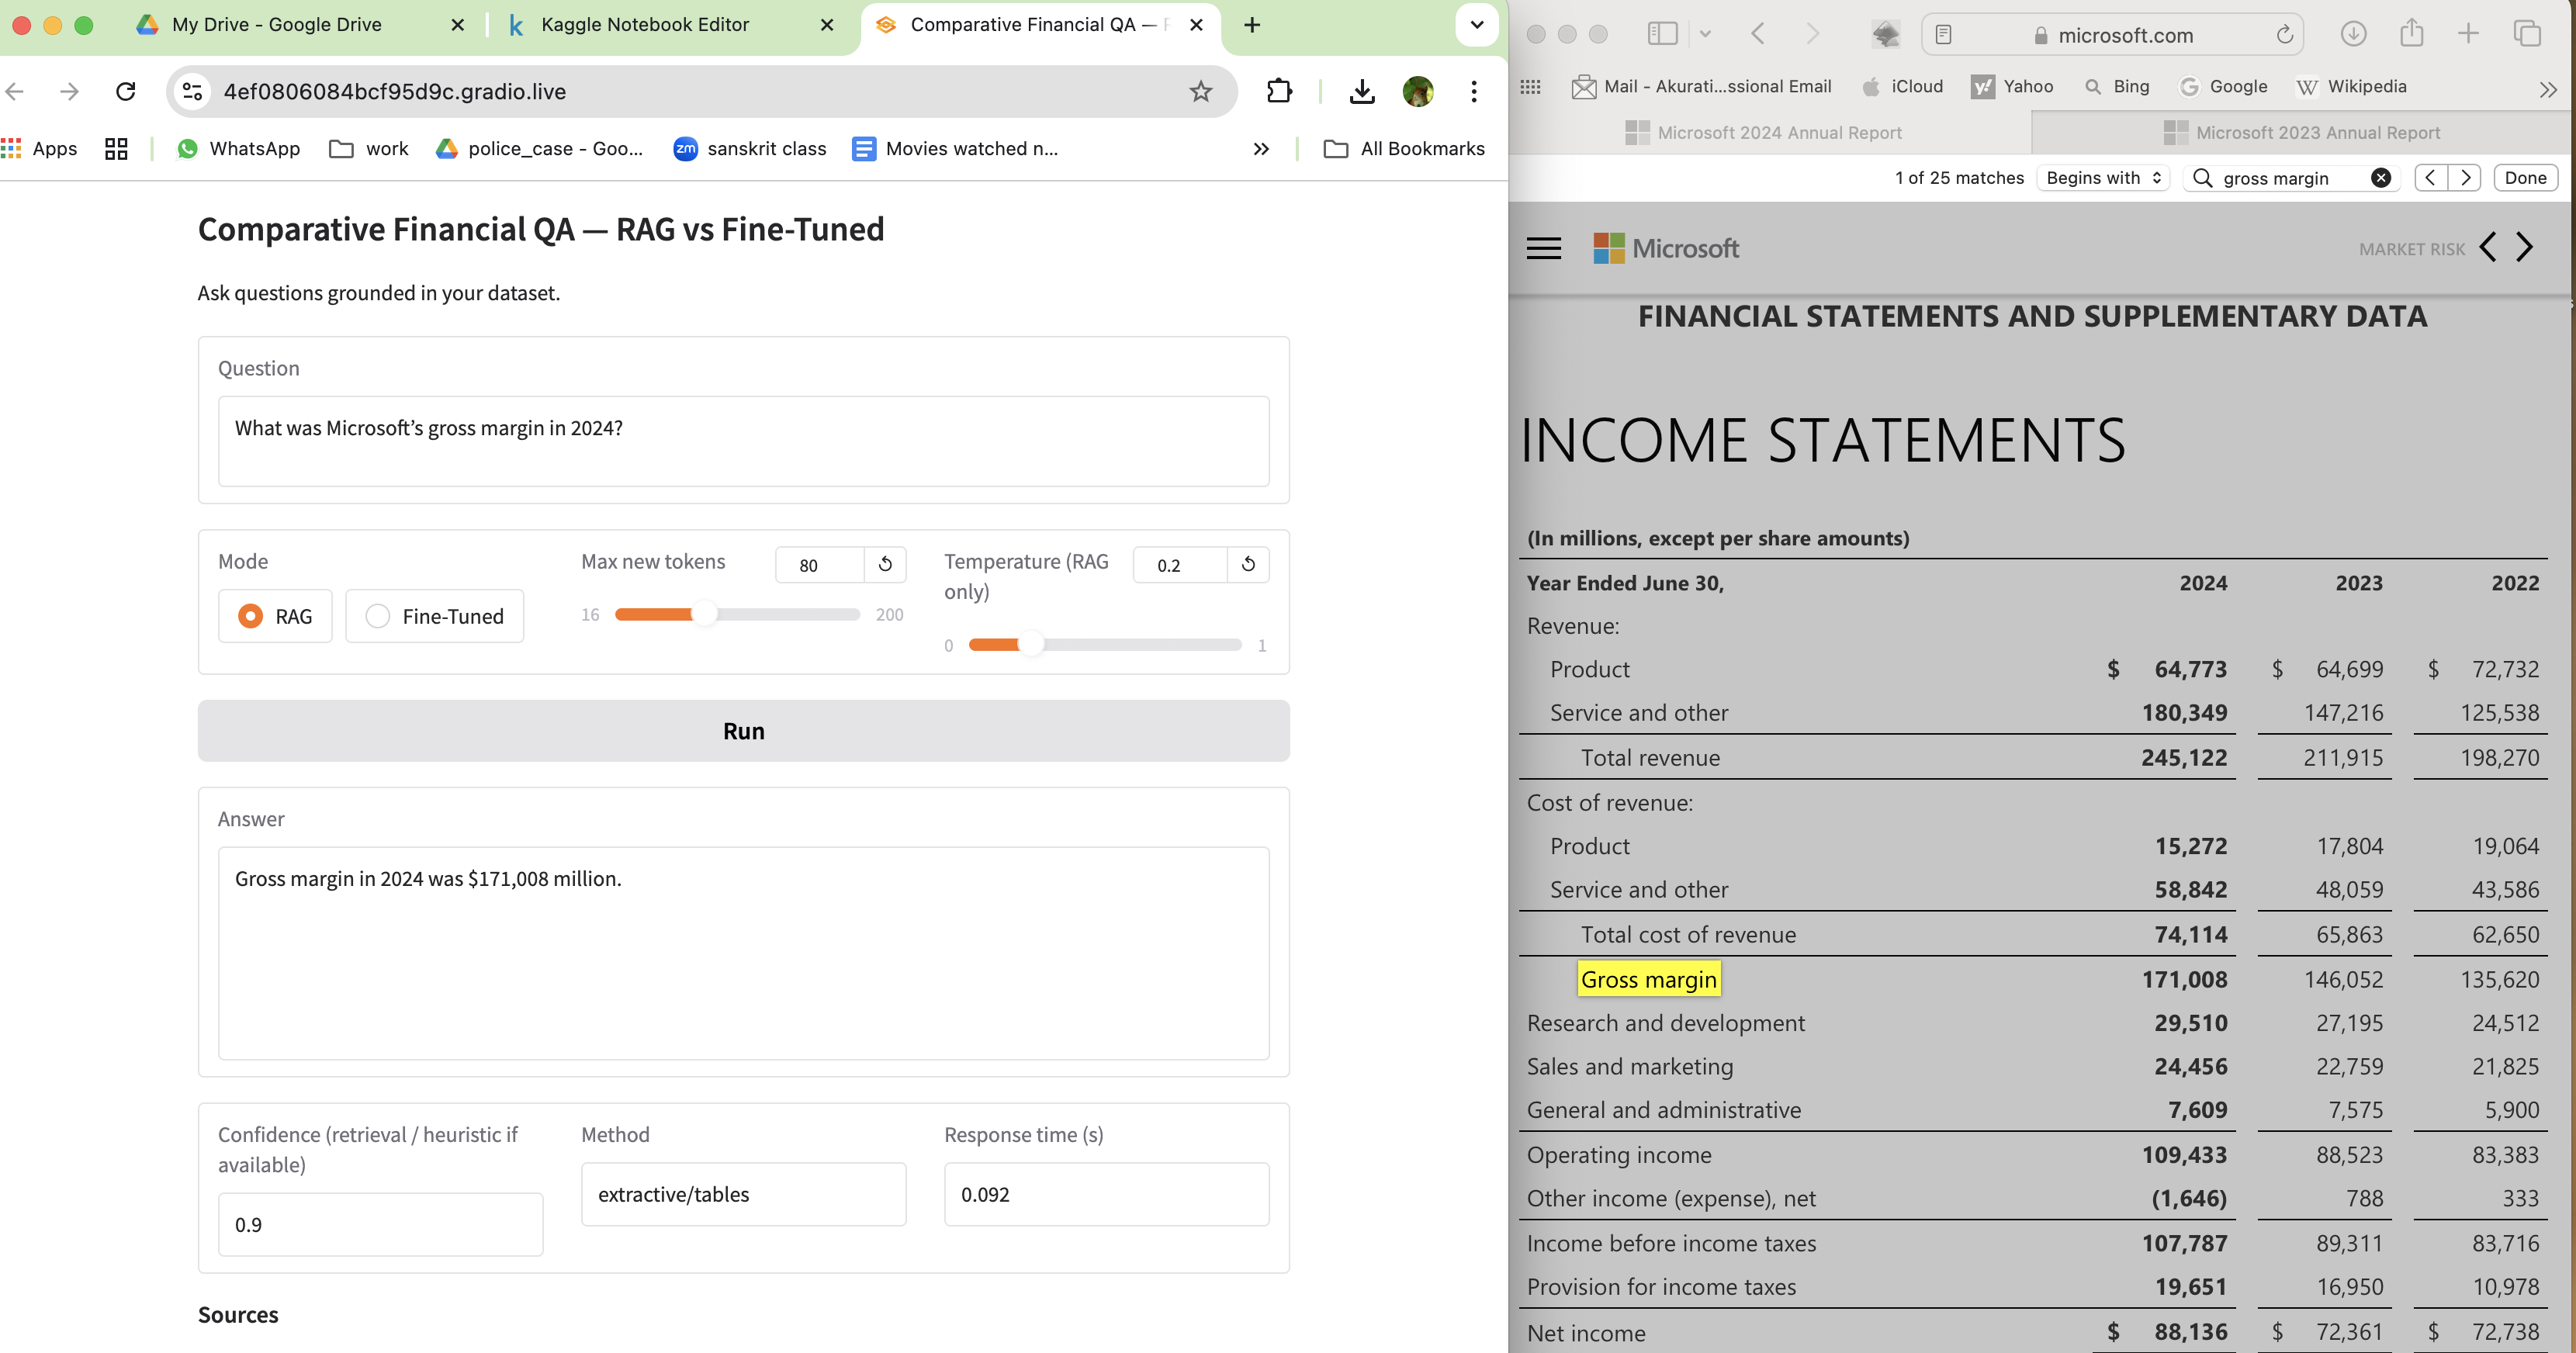 My Drive - Google Drive
Kaggle Notebook Editor
Comparative Financial QA —
4ef0806084bcf95d9c.gradio.live
Apps
WhatsApp
work
police_case - Goo...
zm
sanskrit class
Movies watched n...
»
All Bookmarks
Comparative Financial QA — RAG vs Fine-Tuned
Ask questions grounded in your dataset.
Question
What was Microsoft’s gross margin in 2024?
Mode
RAG
Fine-Tuned
Max new tokens
80
16
200
Temperature (RAG
only)
0.2
0
1
Run
Answer
Gross margin in 2024 was $171,008 million.
Confidence (retrieval / heuristic if
available)
0.9
Method
extractive/tables
Response time (s)
0.092
Sources
microsoft.com
Mail - Akurati...ssional Email
iCloud
Yahoo
Bing
Google
Wikipedia
»
Microsoft 2024 Annual Report
Microsoft 2023 Annual Report
1 of 25 matches
Begins with
gross margin
Done
Microsoft
MARKET RISK
FINANCIAL STATEMENTS AND SUPPLEMENTARY DATA
INCOME STATEMENTS
(In millions, except per share amounts)
Year Ended June 30, 2024 2023 2022
Revenue:
Product $ 64,773 $ 64,699 $ 72,732
Service and other 180,349 147,216 125,538
Total revenue 245,122 211,915 198,270
Cost of revenue:
Product 15,272 17,804 19,064
Service and other 58,842 48,059 43,586
Total cost of revenue 74,114 65,863 62,650
Gross margin 171,008 146,052 135,620
Research and development 29,510 27,195 24,512
Sales and marketing 24,456 22,759 21,825
General and administrative 7,609 7,575 5,900
Operating income 109,433 88,523 83,383
Other income (expense), net (1,646) 788 333
Income before income taxes 107,787 89,311 83,716
Provision for income taxes 19,651 16,950 10,978
Net income $ 88,136 $ 72,361 $ 72,738